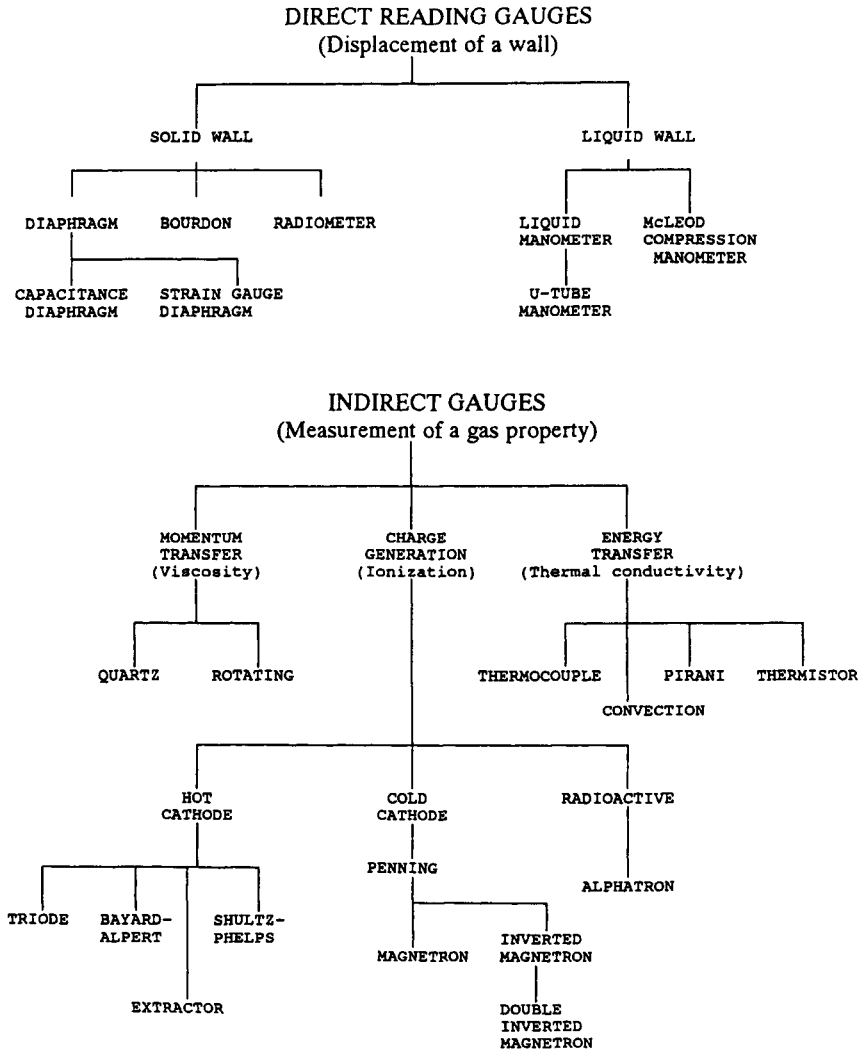 DIRECT READING GAUGES
(Displacement of a wall)
SOLID WALL
LIQUID WALL
DIAPHRAGM
BOURDON
RADIOMETER
LIQUID
MANOMETER
McLEOD
COMPRESSION
MANOMETER
CAPACITANCE
DIAPHRAGM
STRAIN GAUGE
DIAPHRAGM
U-TUBE
MANOMETER
INDIRECT GAUGES
(Measurement of a gas property)
MOMENTUM
TRANSFER
(Viscosity)
CHARGE
GENERATION
(Ionization)
ENERGY
TRANSFER
(Thermal conductivity)
QUARTZ
ROTATING
THERMOCOUPLE
PIRANI
THERMISTOR
CONVECTION
HOT
CATHODE
COLD
CATHODE
RADIOACTIVE
PENNING
ALPHATRON
TRIODE
BAYARD-
ALPERT
SHULTZ-
PHELPS
EXTRACTOR
MAGNETRON
INVERTED
MAGNETRON
DOUBLE
INVERTED
MAGNETRON